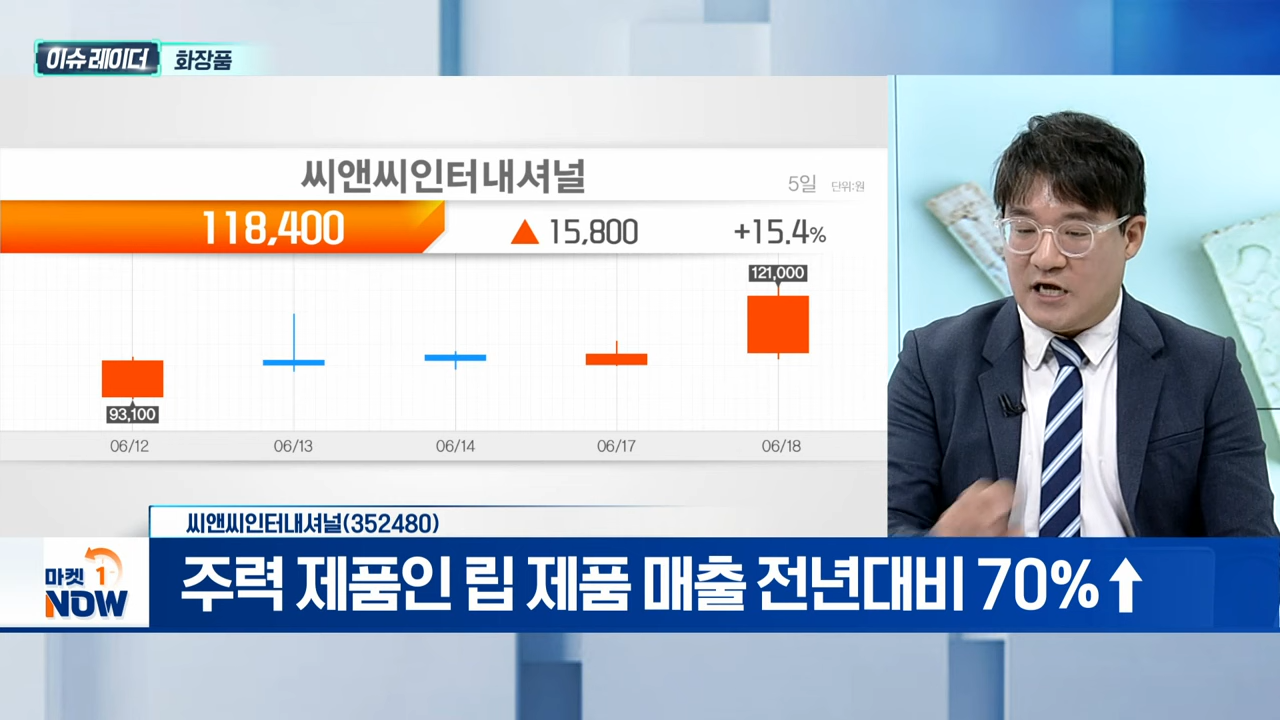 이슈 레이더 화장품
씨앤씨인터내셔널
5일 단위:원
118,400 ▲ 15,800 +15.4%
121,000
93,100
06/12 06/13 06/14 06/17 06/18
씨앤씨인터내셔널(352480)
마켓 1
NOW
주력 제품인 립 제품 매출 전년대비 70%⬆